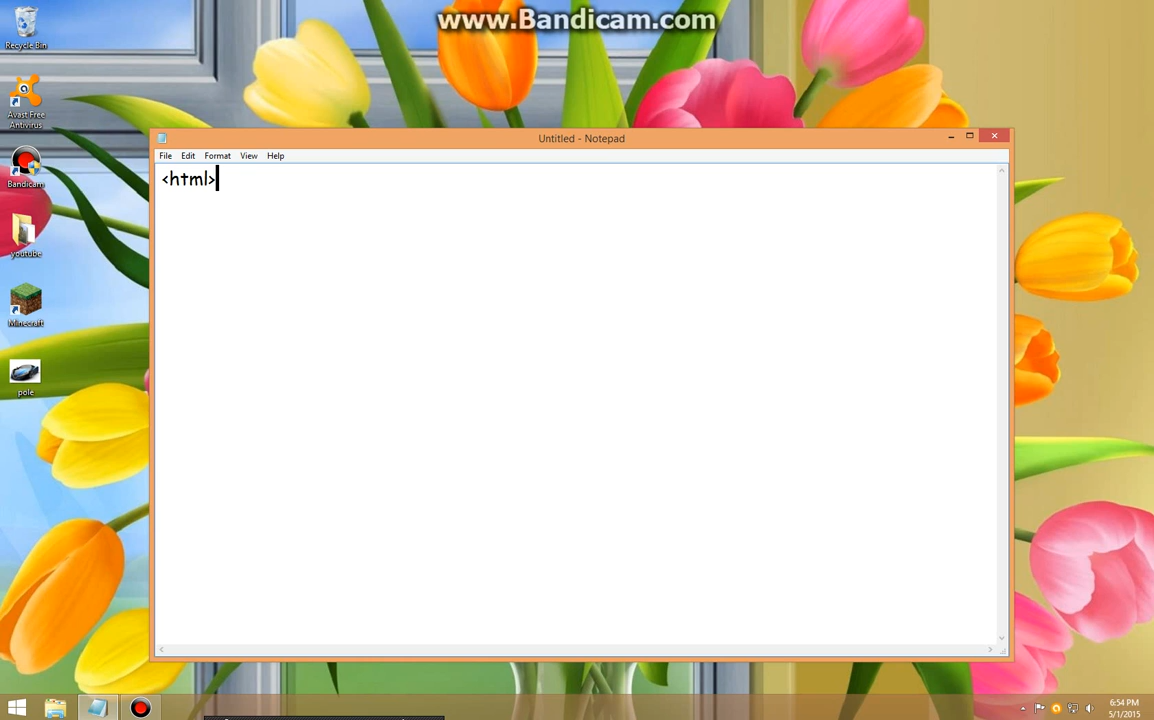 www.Bandicam.com
Recycle Bin
Avast Free
Antivirus
Bandicam
youtube
Minecraft
pole
Untitled - Notepad
File Edit Format View Help
<html>
6:54 PM
5/1/2015